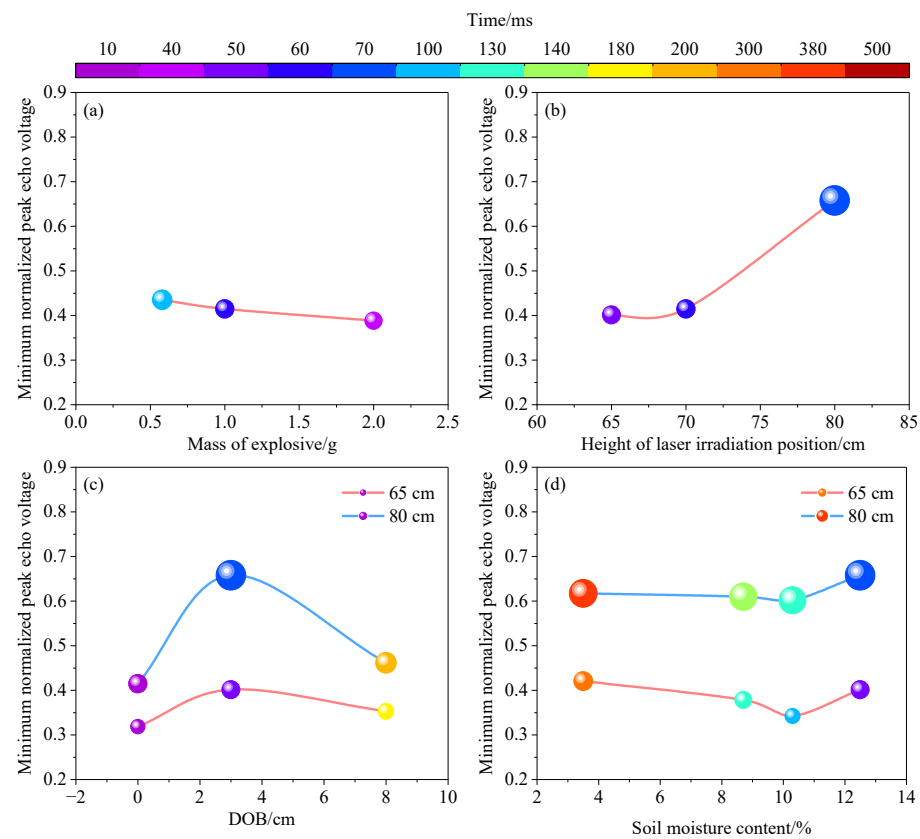 Time/ms
10 40 50 60 70 100 130 140 180 200 300 380 500
(a)
Minimum normalized peak echo voltage
0.9
0.8
0.7
0.6
0.5
0.4
0.3
0.2
0.0 0.5 1.0 1.5 2.0 2.5
Mass of explosive/g
(b)
Minimum normalized peak echo voltage
0.9
0.8
0.7
0.6
0.5
0.4
0.3
0.2
60 65 70 75 80 85
Height of laser irradiation position/cm
(c)
65 cm
80 cm
Minimum normalized peak echo voltage
0.9
0.8
0.7
0.6
0.5
0.4
0.3
0.2
−2 0 2 4 6 8 10
DOB/cm
(d)
65 cm
80 cm
Minimum normalized peak echo voltage
0.9
0.8
0.7
0.6
0.5
0.4
0.3
0.2
2 4 6 8 10 12 14
Soil moisture content/%